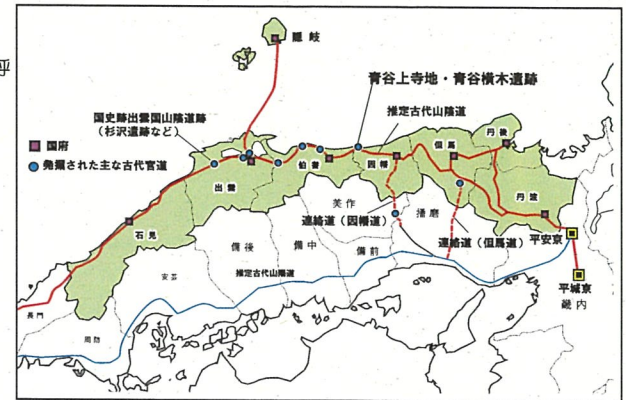 呼
隠岐
青谷上寺地・青谷横木遺跡
国史跡出雲国山陰道跡
(杉沢遺跡など)
推定古代山陰道
国府
発掘された主な古代官道
丹後
但馬
因幡
伯耆
出雲
丹波
石見
美作
播磨
連絡道(因幡道)
連絡道(但馬道)
平安京
備後
備中
備前
安芸
推定古代山陽道
平城京
畿内
長門
周防